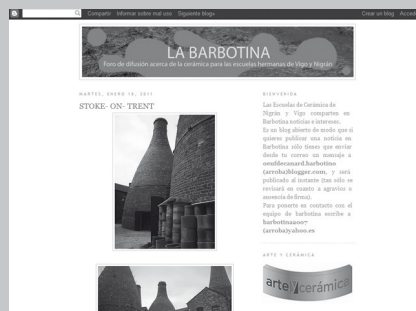 Compartir Informar sobre mal uso Siguiente blog»
Crear un blog Acced
LA BARBOTINA
Foro de difusión acerca de la cerámica para las escuelas hermanas de Vigo y Nigrán
MARTES, ENERO 18, 2011
STOKE- ON- TRENT
BIENVENIDA
Las Escuelas de Cerámica de
Nigrán y Vigo comparten en
Barbotina noticias e intereses.
Es un blog abierto de modo que si
quieres publicar una noticia en
Barbotina sólo tienes que enviar
desde tu correo un mensaje a
oeufdecanard.barbotino
(arroba)blogger.com, y será
publicado al instante (tan sólo se
revisará en cuanto a agravios o
ausencia de firma).
Para ponerte en contacto con el
equipo de barbotina escribe a
barbotina2007
(arroba)yahoo.es
ARTE Y CERÁMICA
arte y cerámica